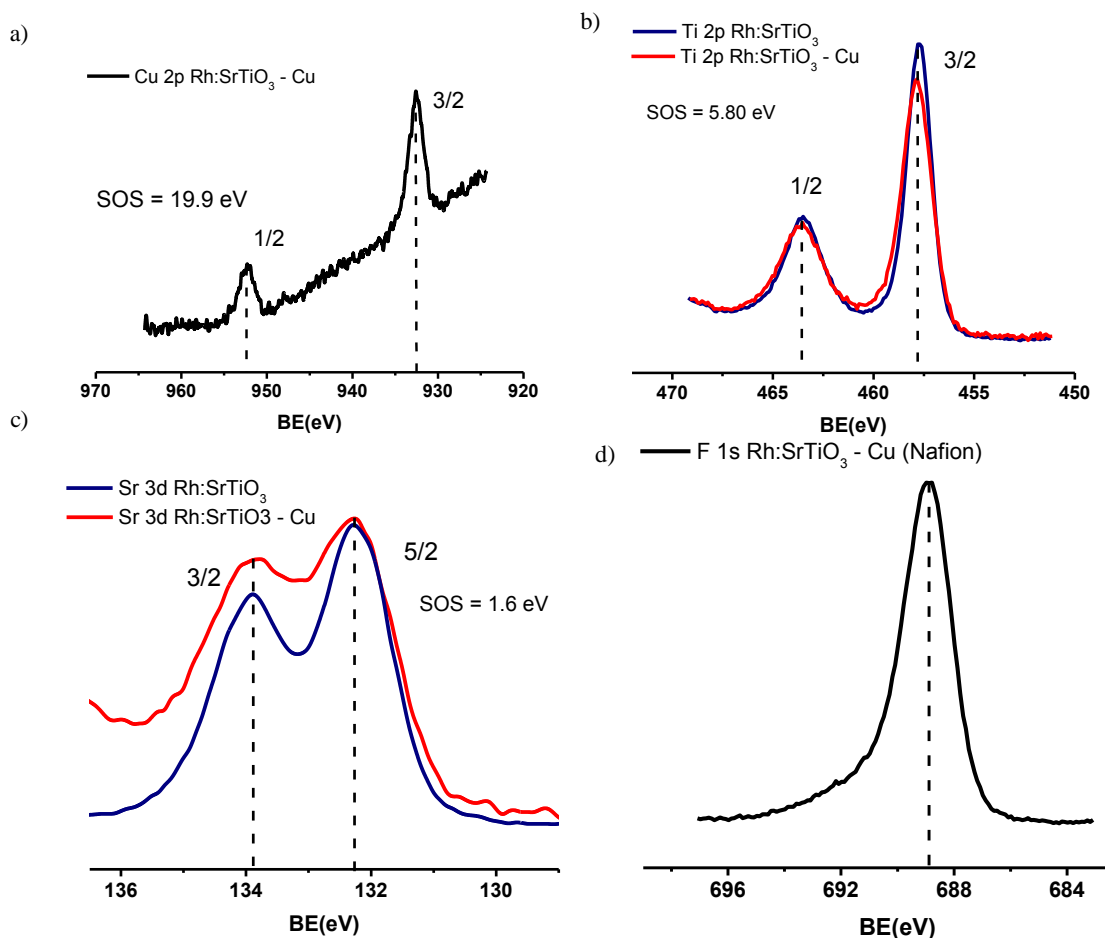 a)
Cu 2p Rh:SrTiO₃ - Cu
3/2
SOS = 19.9 eV
1/2
970 960 950 940 930 920
BE(eV)
b)
Ti 2p Rh:SrTiO₃
Ti 2p Rh:SrTiO₃ - Cu
3/2
SOS = 5.80 eV
1/2
470 465 460 455 450
BE(eV)
c)
Sr 3d Rh:SrTiO₃
Sr 3d Rh:SrTiO3 - Cu
5/2
3/2
SOS = 1.6 eV
136 134 132 130
BE(eV)
d)
F 1s Rh:SrTiO₃ - Cu (Nafion)
696 692 688 684
BE(eV)